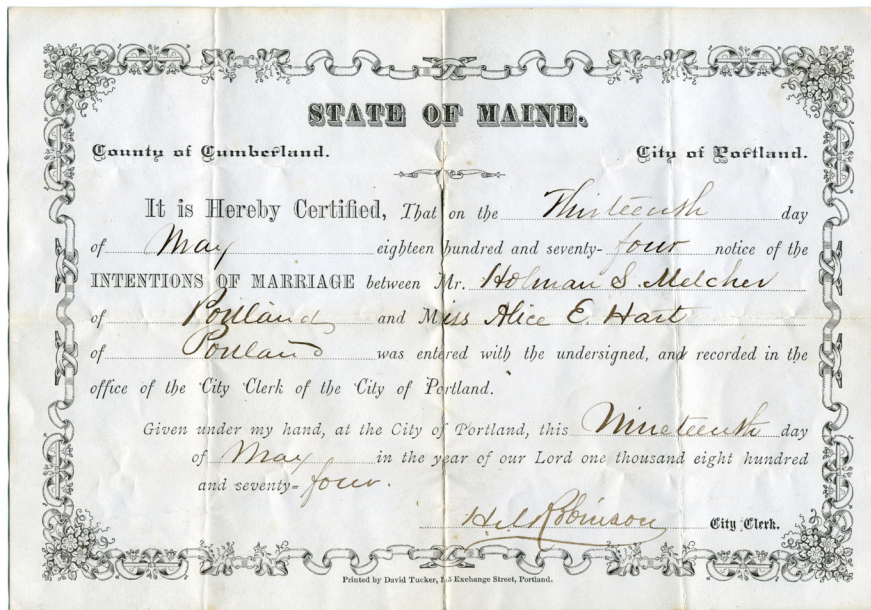 STATE OF MAINE.
County of Cumberland. City of Portland.
It is Hereby Certified, That on the Thirteenth day
of May eighteen hundred and seventy- four notice of the
INTENTIONS OF MARRIAGE between Mr. Holman S. Melcher
of Portland and Miss Alice E. Hart
of Portland was entered with the undersigned, and recorded in the
office of the City Clerk of the City of Portland.
Given under my hand, at the City of Portland, this Nineteenth day
of May in the year of our Lord one thousand eight hundred
and seventy- four.
Robinson City Clerk.
Printed by David Tucker, Exchange Street, Portland.